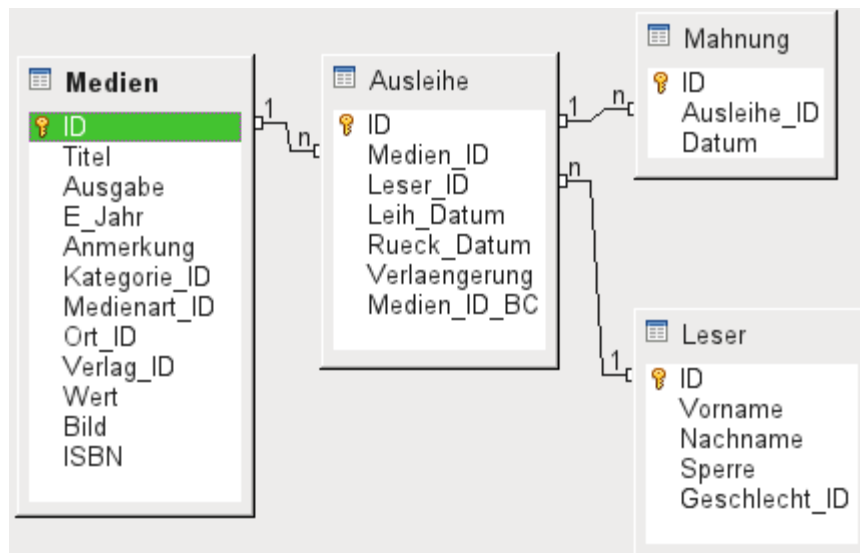 Medien
ID
Titel
Ausgabe
E_Jahr
Anmerkung
Kategorie_ID
Medienart_ID
Ort_ID
Verlag_ID
Wert
Bild
ISBN
1
n
Ausleihe
ID
Medien_ID
Leser_ID
Leih_Datum
Rueck_Datum
Verlaengerung
Medien_ID_BC
1
n
n
1
Mahnung
ID
Ausleihe_ID
Datum
Leser
ID
Vorname
Nachname
Sperre
Geschlecht_ID